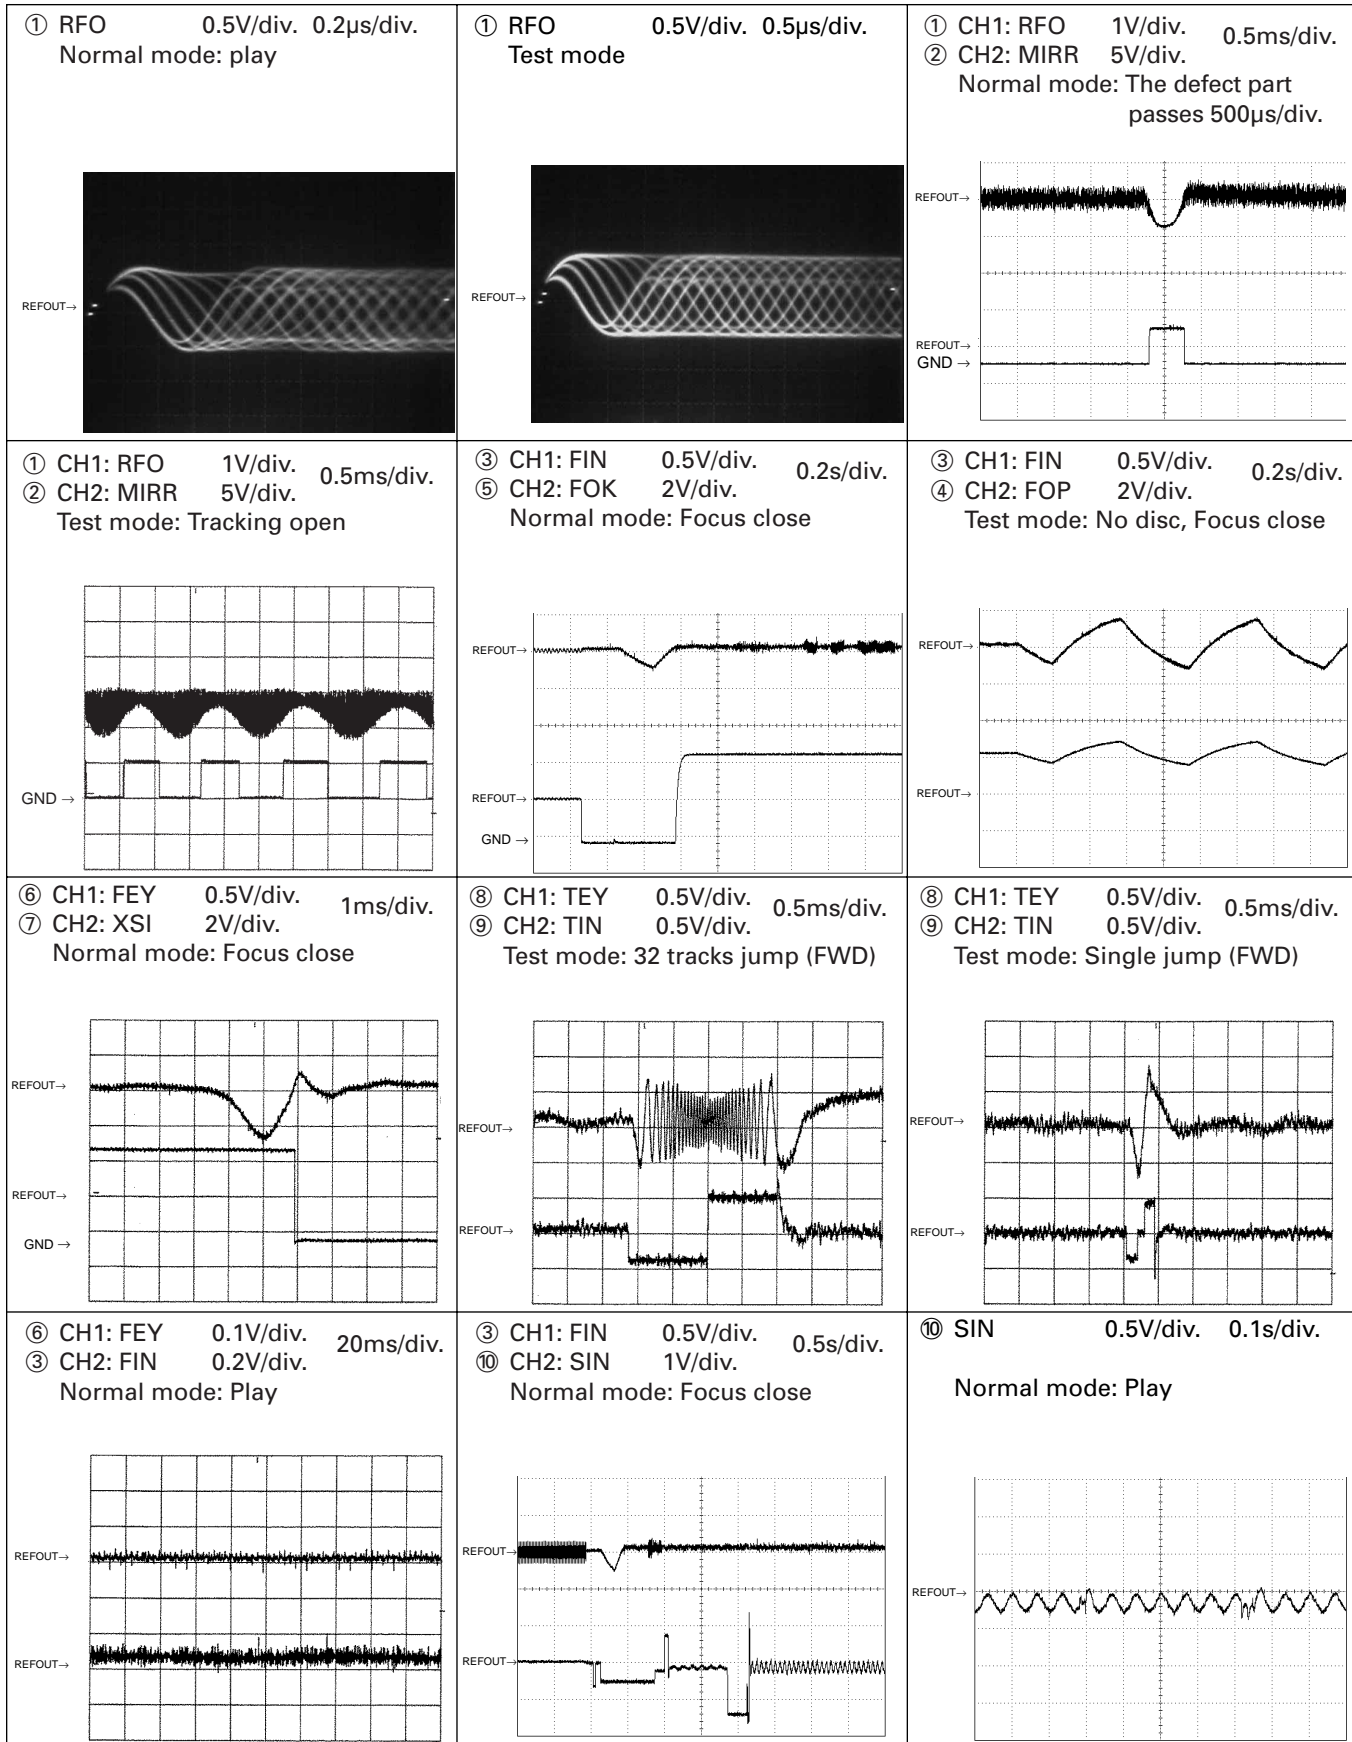 ① RFO 0.5V/div. 0.2µs/div.
Normal mode: play
REFOUT→
① RFO 0.5V/div. 0.5µs/div.
Test mode
REFOUT→
① CH1: RFO 1V/div. 0.5ms/div.
② CH2: MIRR 5V/div.
Normal mode: The defect part
passes 500µs/div.
REFOUT→
REFOUT→
GND →
① CH1: RFO 1V/div. 0.5ms/div.
② CH2: MIRR 5V/div.
Test mode: Tracking open
GND →
③ CH1: FIN 0.5V/div. 0.2s/div.
⑤ CH2: FOK 2V/div.
Normal mode: Focus close
REFOUT→
REFOUT→
GND →
③ CH1: FIN 0.5V/div. 0.2s/div.
④ CH2: FOP 2V/div.
Test mode: No disc, Focus close
REFOUT→
REFOUT→
⑥ CH1: FEY 0.5V/div. 1ms/div.
⑦ CH2: XSI 2V/div.
Normal mode: Focus close
REFOUT→
REFOUT→
GND →
⑧ CH1: TEY 0.5V/div. 0.5ms/div.
⑨ CH2: TIN 0.5V/div.
Test mode: 32 tracks jump (FWD)
REFOUT→
REFOUT→
⑧ CH1: TEY 0.5V/div. 0.5ms/div.
⑨ CH2: TIN 0.5V/div.
Test mode: Single jump (FWD)
REFOUT→
REFOUT→
⑥ CH1: FEY 0.1V/div. 20ms/div.
③ CH2: FIN 0.2V/div.
Normal mode: Play
REFOUT→
REFOUT→
③ CH1: FIN 0.5V/div. 0.5s/div.
⑩ CH2: SIN 1V/div.
Normal mode: Focus close
REFOUT→
REFOUT→
⑩ SIN 0.5V/div. 0.1s/div.
Normal mode: Play
REFOUT→